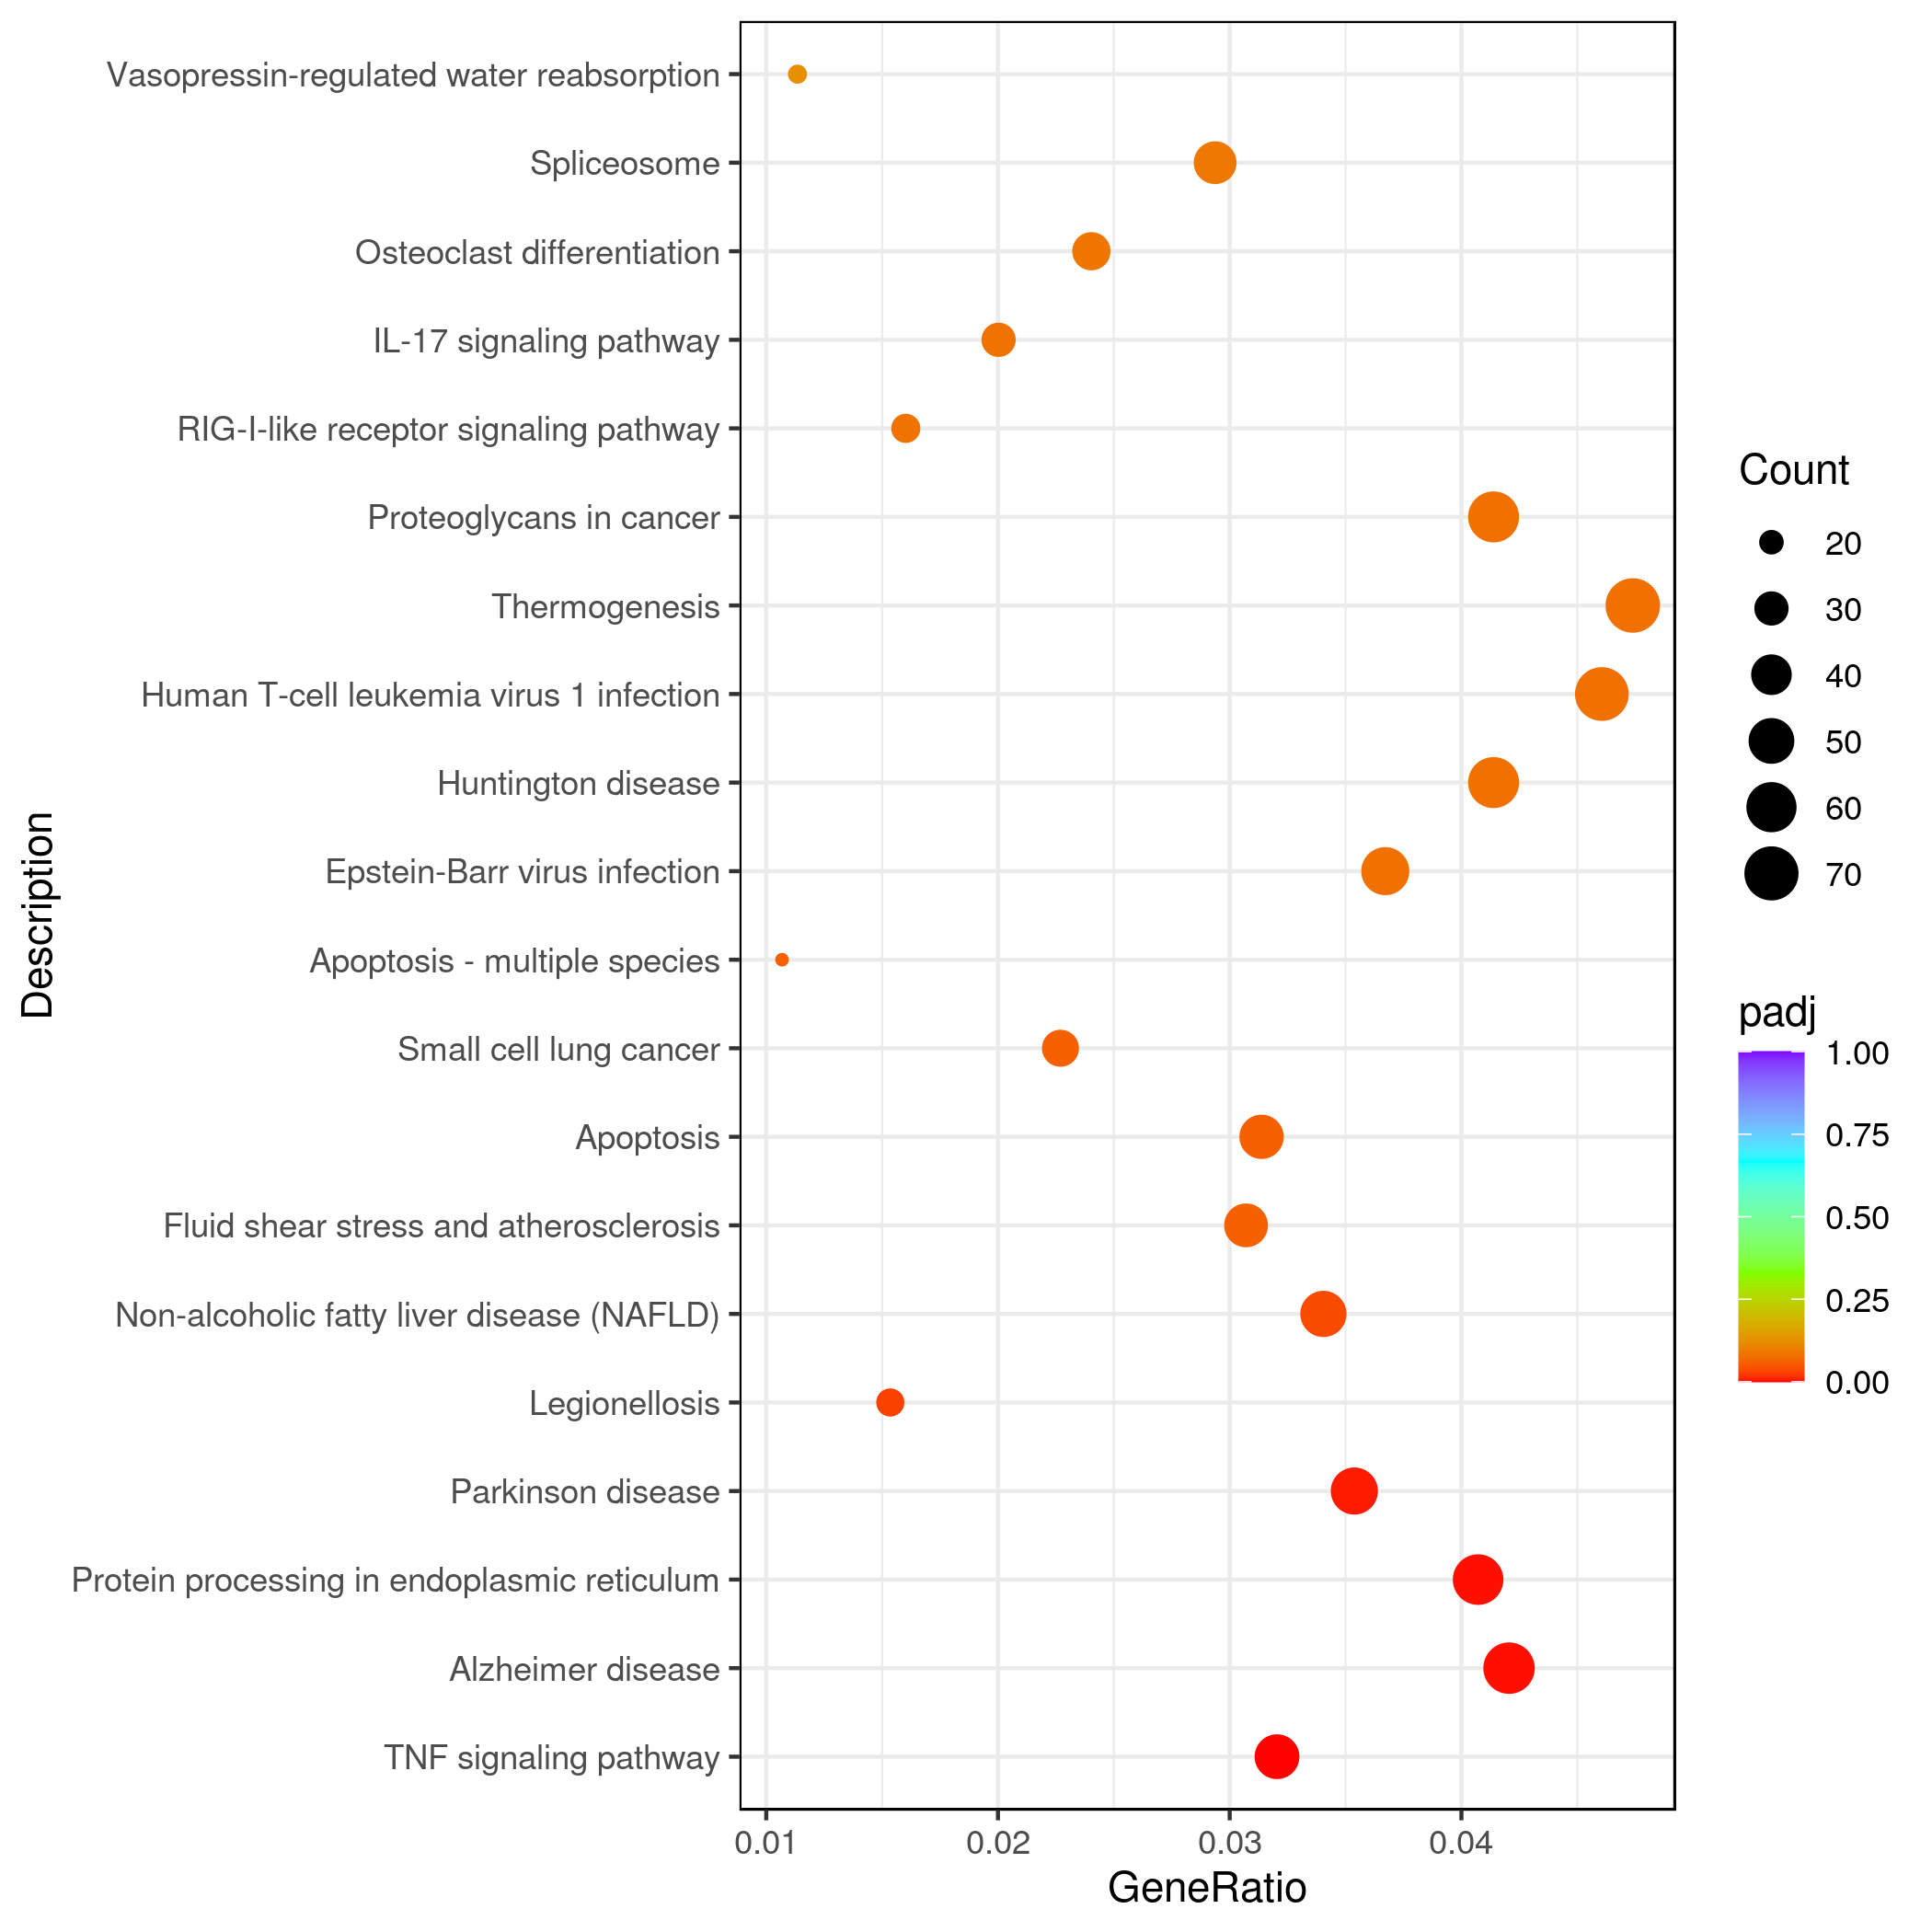 Vasopressin-regulated water reabsorption
Spliceosome
Osteoclast differentiation
IL-17 signaling pathway
RIG-I-like receptor signaling pathway
Proteoglycans in cancer
Thermogenesis
Human T-cell leukemia virus 1 infection
Huntington disease
Epstein-Barr virus infection
Apoptosis - multiple species
Small cell lung cancer
Apoptosis
Fluid shear stress and atherosclerosis
Non-alcoholic fatty liver disease (NAFLD)
Legionellosis
Parkinson disease
Protein processing in endoplasmic reticulum
Alzheimer disease
TNF signaling pathway
Description
0.01 0.02 0.03 0.04
GeneRatio
Count
20
30
40
50
60
70
padj
1.00
0.75
0.50
0.25
0.00